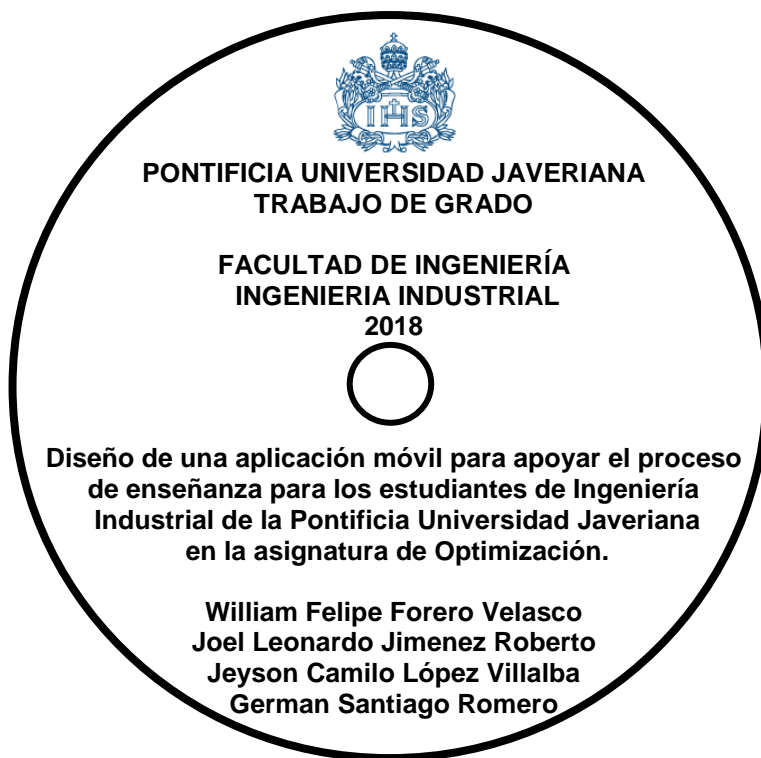 IHS
PONTIFICIA UNIVERSIDAD JAVERIANA
TRABAJO DE GRADO
FACULTAD DE INGENIERÍA
INGENIERIA INDUSTRIAL
2018
Diseño de una aplicación móvil para apoyar el proceso
de enseñanza para los estudiantes de Ingeniería
Industrial de la Pontificia Universidad Javeriana
en la asignatura de Optimización.
William Felipe Forero Velasco
Joel Leonardo Jimenez Roberto
Jeyson Camilo López Villalba
German Santiago Romero